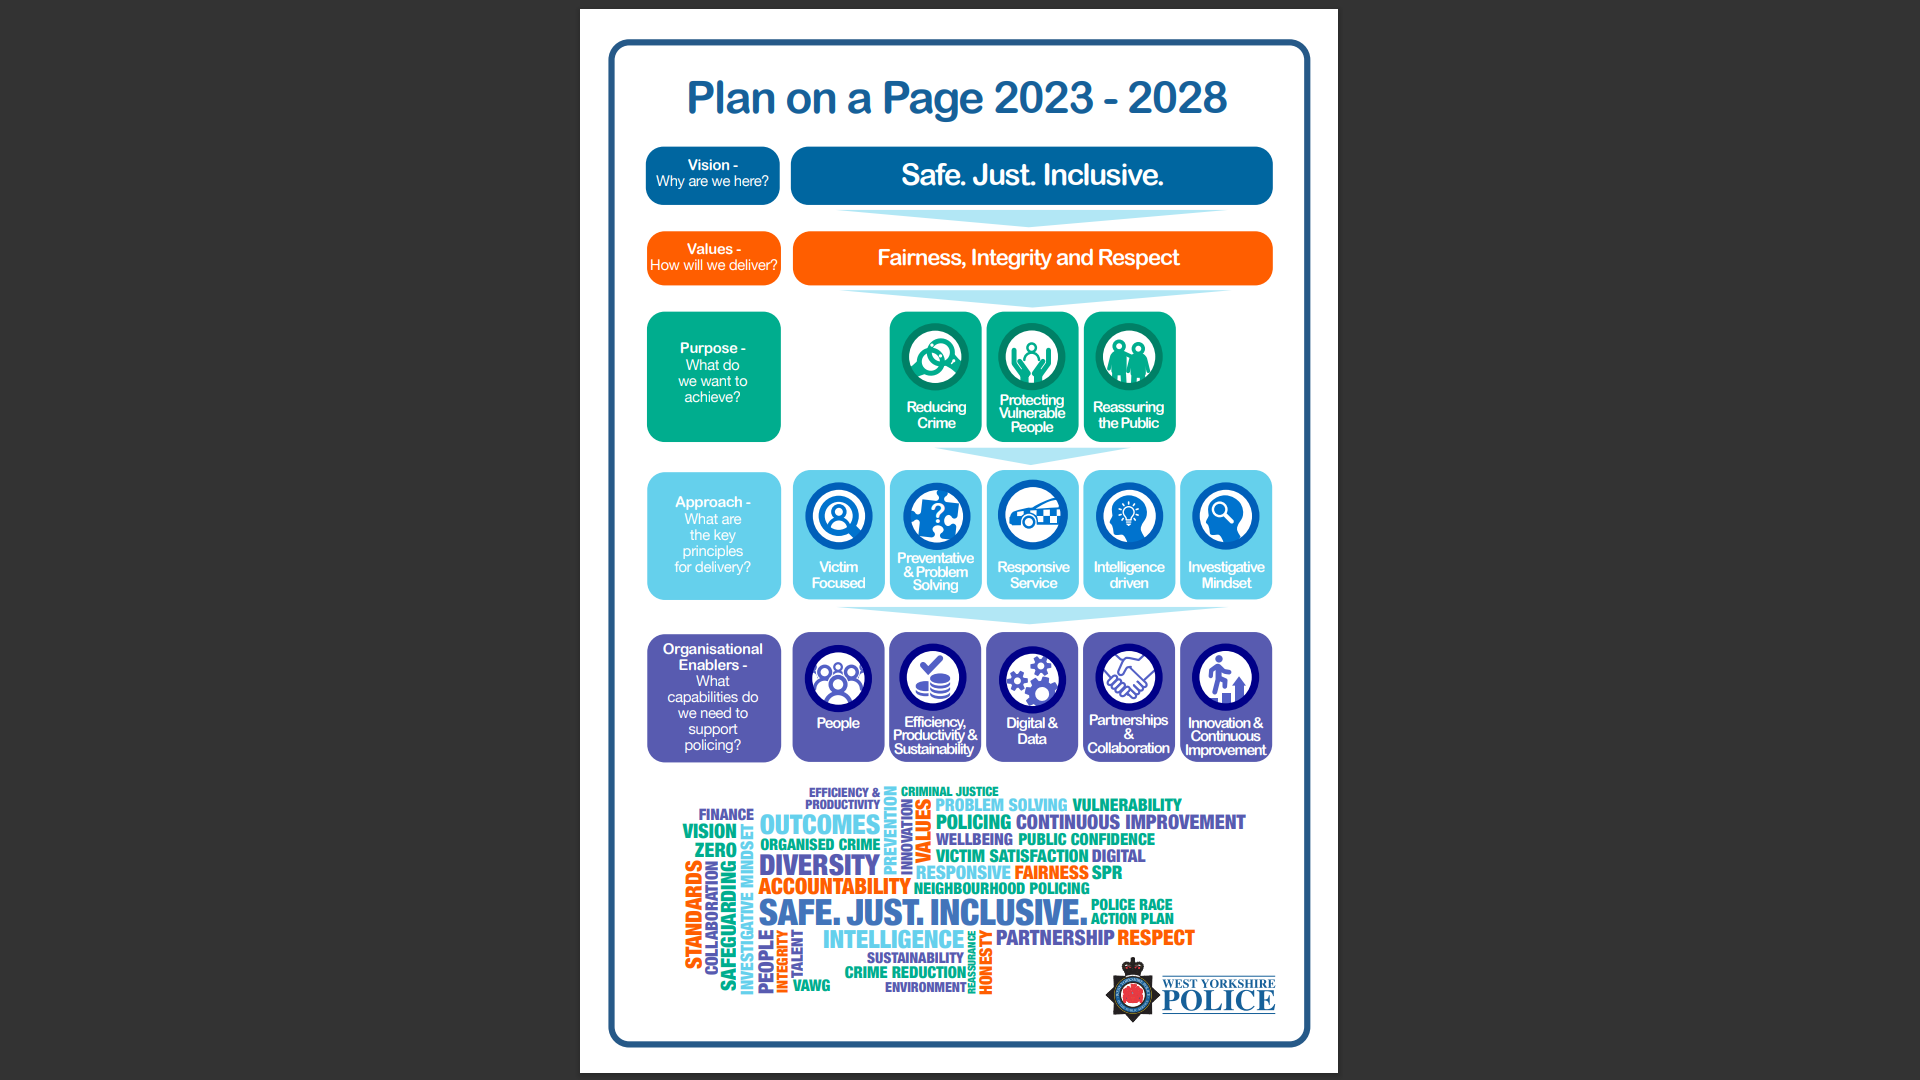 Plan on a Page 2023 - 2028
Vision -
Why are we here?
Safe. Just. Inclusive.
Values -
How will we deliver?
Fairness, Integrity and Respect
Purpose -
What do
we want to
achieve?
Reducing
Crime
Protecting
Vulnerable
People
Reassuring
the Public
Approach -
What are
the key
principles
for delivery?
Victim
Focused
?
Preventative
& Problem
Solving
Responsive
Service
Intelligence
driven
Investigative
Mindset
Organisational
Enablers -
What
capabilities do
we need to
support
policing?
People
Efficiency,
Productivity &
Sustainability
Digital &
Data
Partnerships
&
Collaboration
Innovation &
Continuous
Improvement
EFFICIENCY &
PRODUCTIVITY
PREVENTION
CRIMINAL JUSTICE
INNOVATION
VALUES
PROBLEM SOLVING VULNERABILITY
FINANCE
OUTCOMES
POLICING CONTINUOUS IMPROVEMENT
VISION
ZERO
ORGANISED CRIME
WELLBEING PUBLIC CONFIDENCE
DIVERSITY
VICTIM SATISFACTION DIGITAL
RESPONSIVE FAIRNESS SPR
ACCOUNTABILITY NEIGHBOURHOOD POLICING
STANDARDS
COLLABORATION
SAFEGUARDING
INVESTIGATIVE MINDSET
SAFE. JUST. INCLUSIVE.
POLICE RACE
ACTION PLAN
PEOPLE
INTEGRITY
TALENT
VAWG
INTELLIGENCE
SUSTAINABILITY
CRIME REDUCTION
ENVIRONMENT
REASSURANCE
HONESTY
PARTNERSHIP RESPECT
WEST YORKSHIRE
POLICE